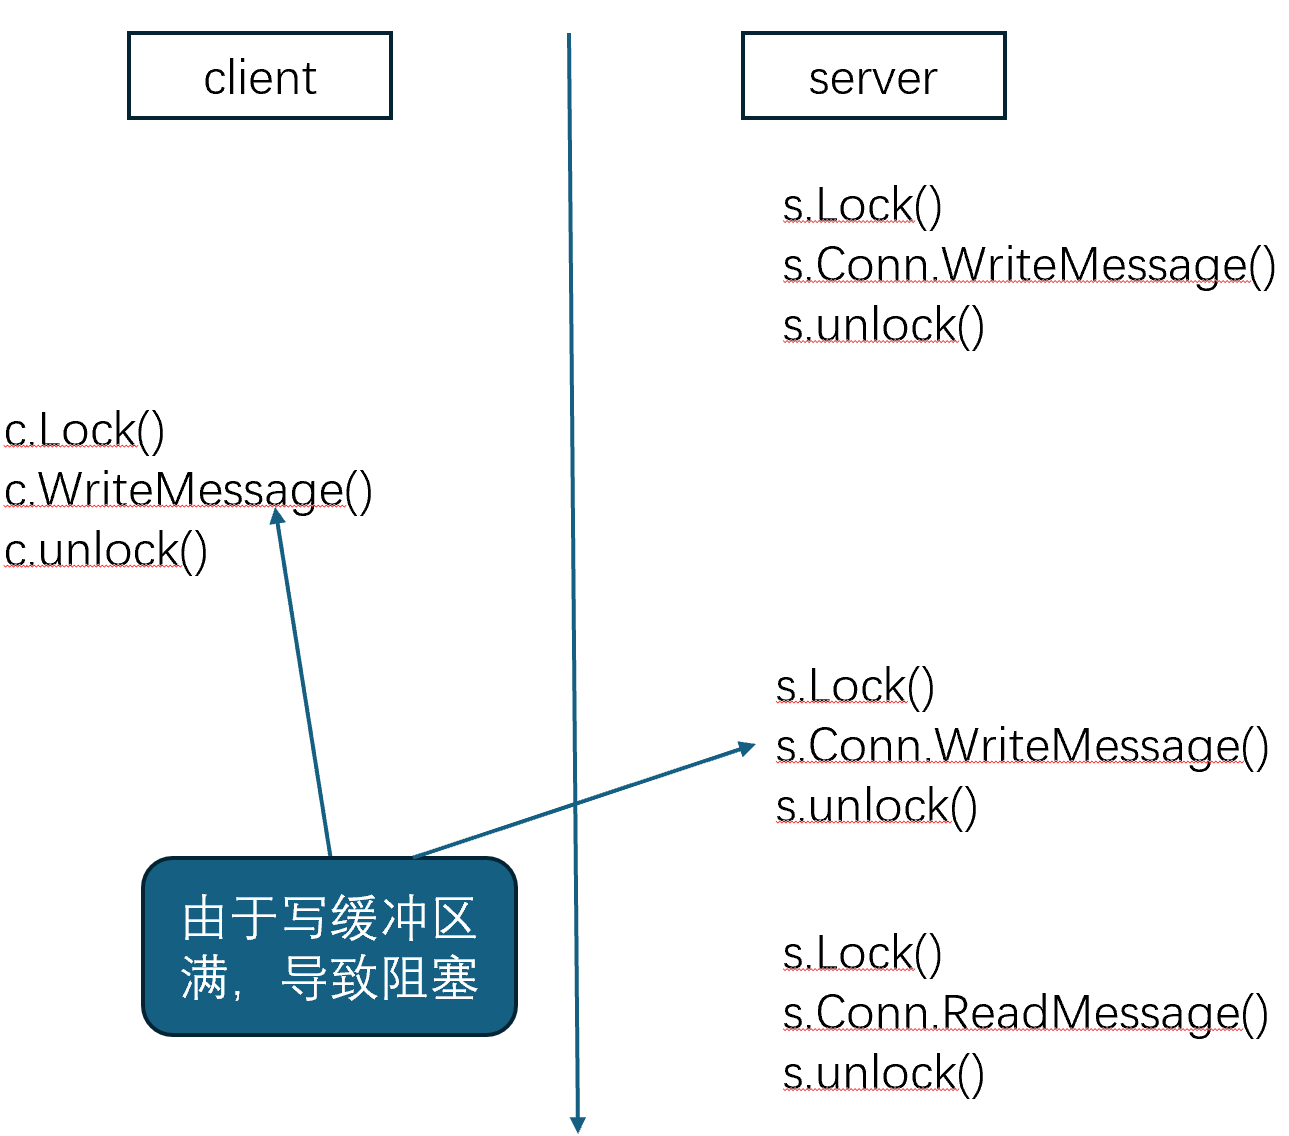 client
server
s.Lock()
s.Conn.WriteMessage()
s.unlock()
c.Lock()
c.WriteMessage()
c.unlock()
s.Lock()
s.Conn.WriteMessage()
s.unlock()
由于写缓冲区
满，导致阻塞
s.Lock()
s.Conn.ReadMessage()
s.unlock()